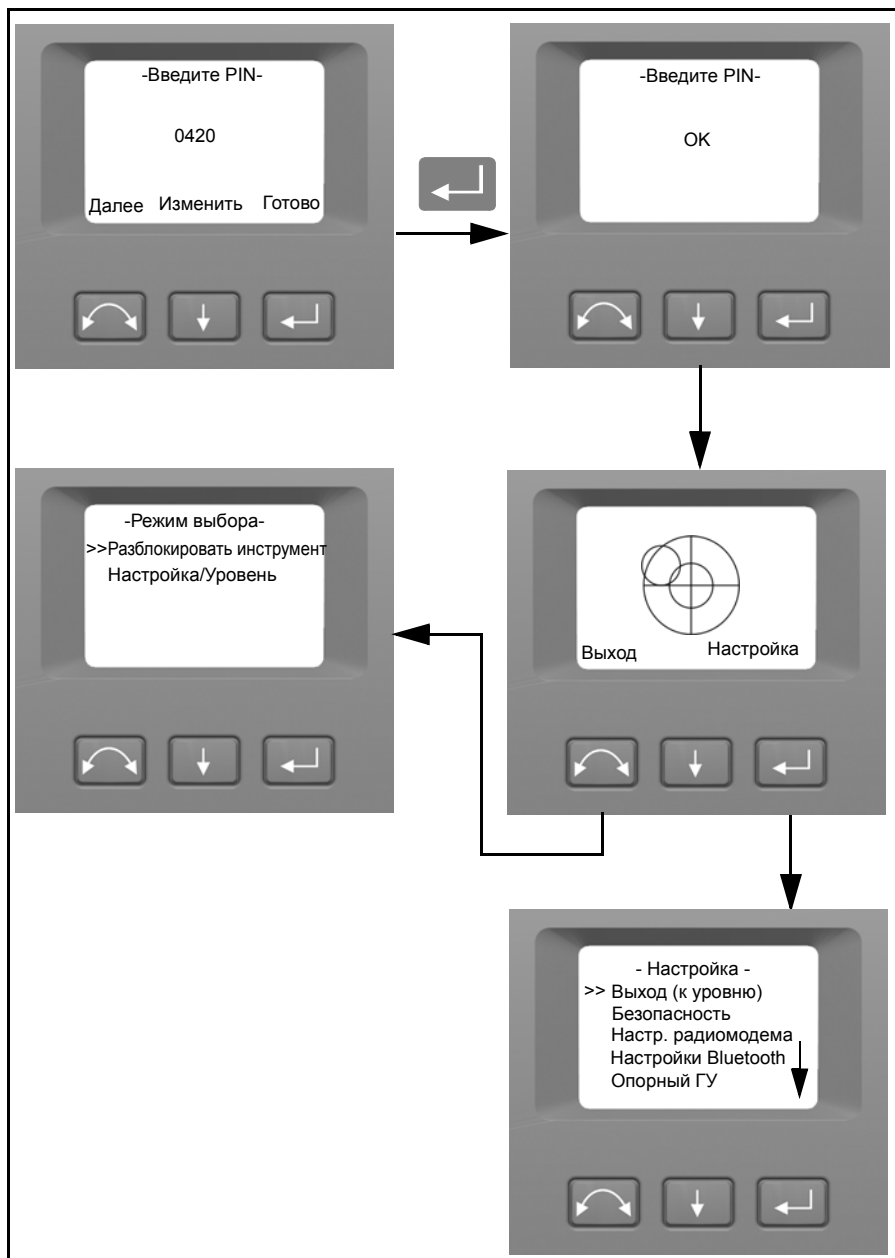 -Введите PIN-
0420
Далее Изменить Готово
-Введите PIN-
OK
-Режим выбора-
>>Разблокировать инструмент
Настройка/Уровень
Выход Настройка
- Настройка -
>> Выход (к уровню)
Безопасность
Настр. радиомодема
Настройки Bluetooth
Опорный ГУ